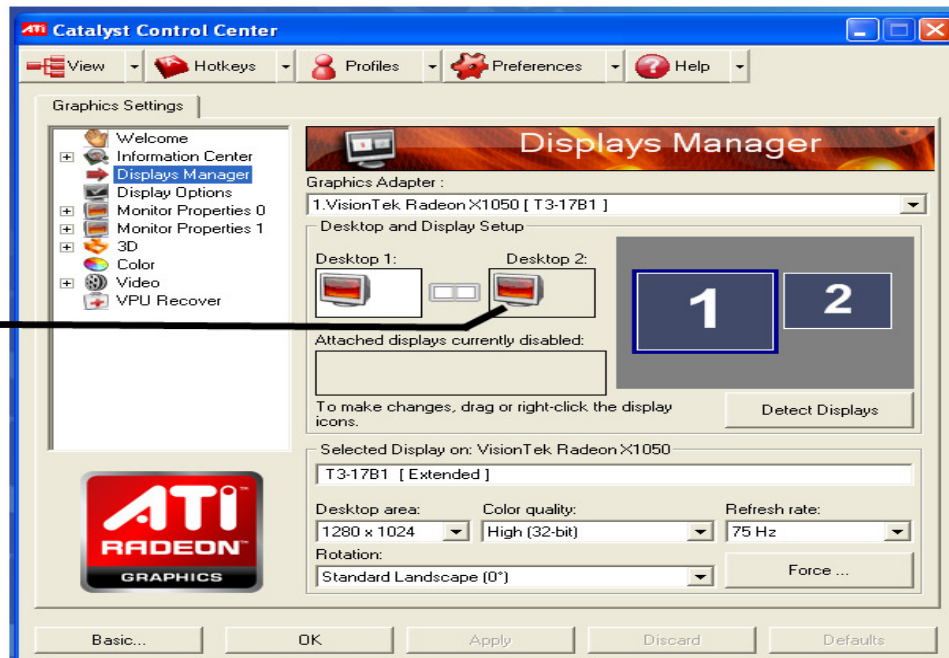 ATI Catalyst Control Center
View Hotkeys Profiles Preferences Help
Graphics Settings
Welcome
Information Center
Displays Manager
Display Options
Monitor Properties 0
Monitor Properties 1
3D
Color
Video
VPU Recover
ATI
RADEON
GRAPHICS
Displays Manager
Graphics Adapter :
1.VisionTek Radeon X1050 [ T3-17B1 ]
Desktop and Display Setup
Desktop 1: Desktop 2:
1 2
Attached displays currently disabled:
To make changes, drag or right-click the display
icons.
Detect Displays
Selected Display on: VisionTek Radeon X1050
T3-17B1 [ Extended ]
Desktop area: Color quality: Refresh rate:
1280 x 1024 High (32-bit) 75 Hz
Rotation:
Standard Landscape (0°) Force ...
Basic... OK Apply Discard Defaults